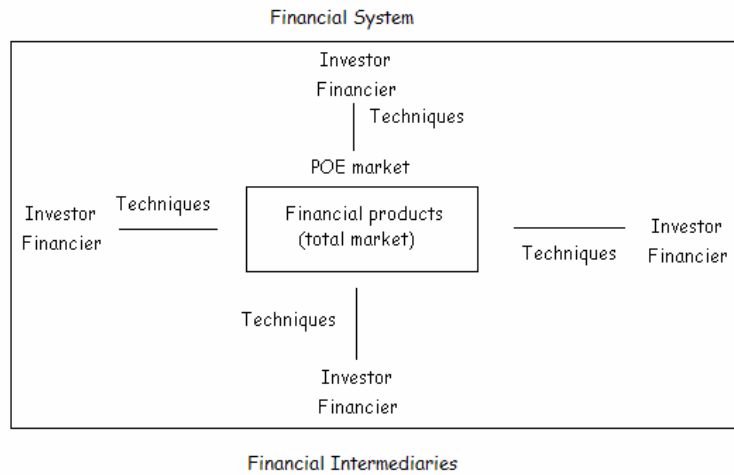 Financial System
Investor
Financier
Techniques
POE market
Financial products
(total market)
Investor
Financier
Techniques
Investor
Financier
Techniques
Techniques
Investor
Financier
Financial Intermediaries